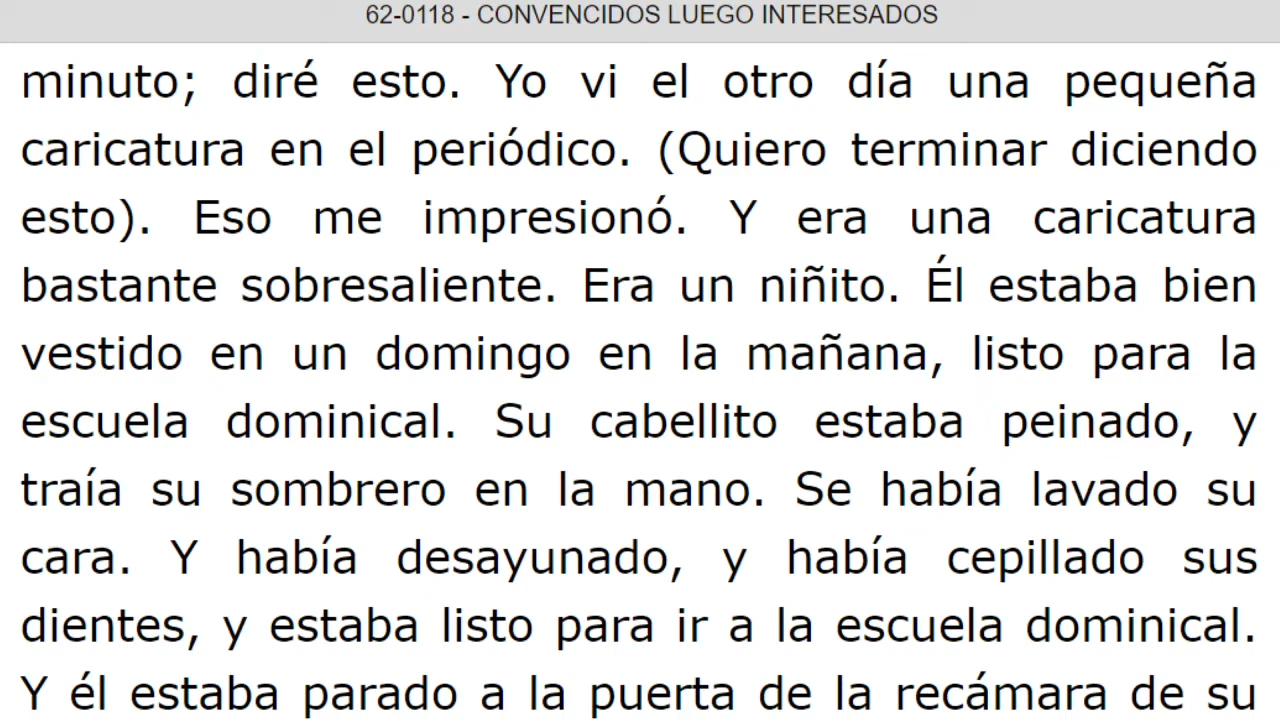 62-0118 - CONVENCIDOS LUEGO INTERESADOS
minuto; diré esto. Yo vi el otro día una pequeña
caricatura en el periódico. (Quiero terminar diciendo
esto). Eso me impresionó. Y era una caricatura
bastante sobresaliente. Era un niñito. Él estaba bien
vestido en un domingo en la mañana, listo para la
escuela dominical. Su cabellito estaba peinado, y
traía su sombrero en la mano. Se había lavado su
cara. Y había desayunado, y había cepillado sus
dientes, y estaba listo para ir a la escuela dominical.
Y él estaba parado a la puerta de la recámara de su